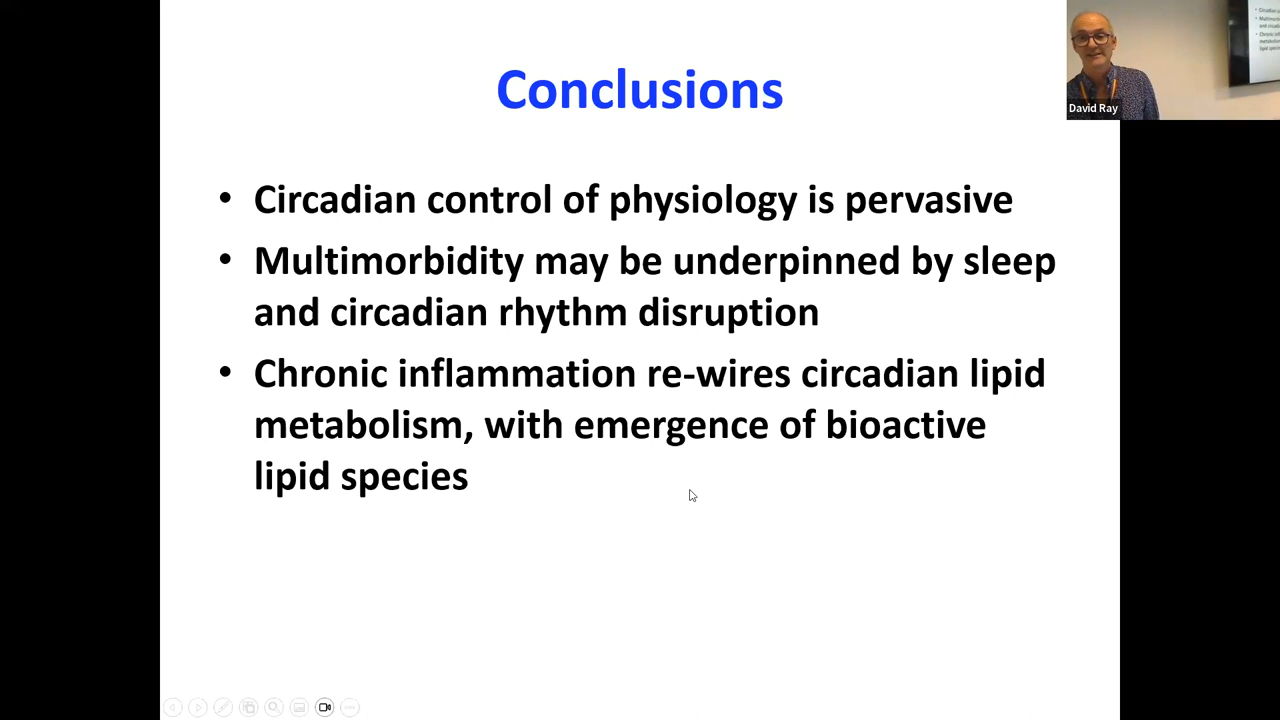 Conclusions
• Circadian control of physiology is pervasive
• Multimorbidity may be underpinned by sleep
and circadian rhythm disruption
• Chronic inflammation re-wires circadian lipid
metabolism, with emergence of bioactive
lipid species
David Ray